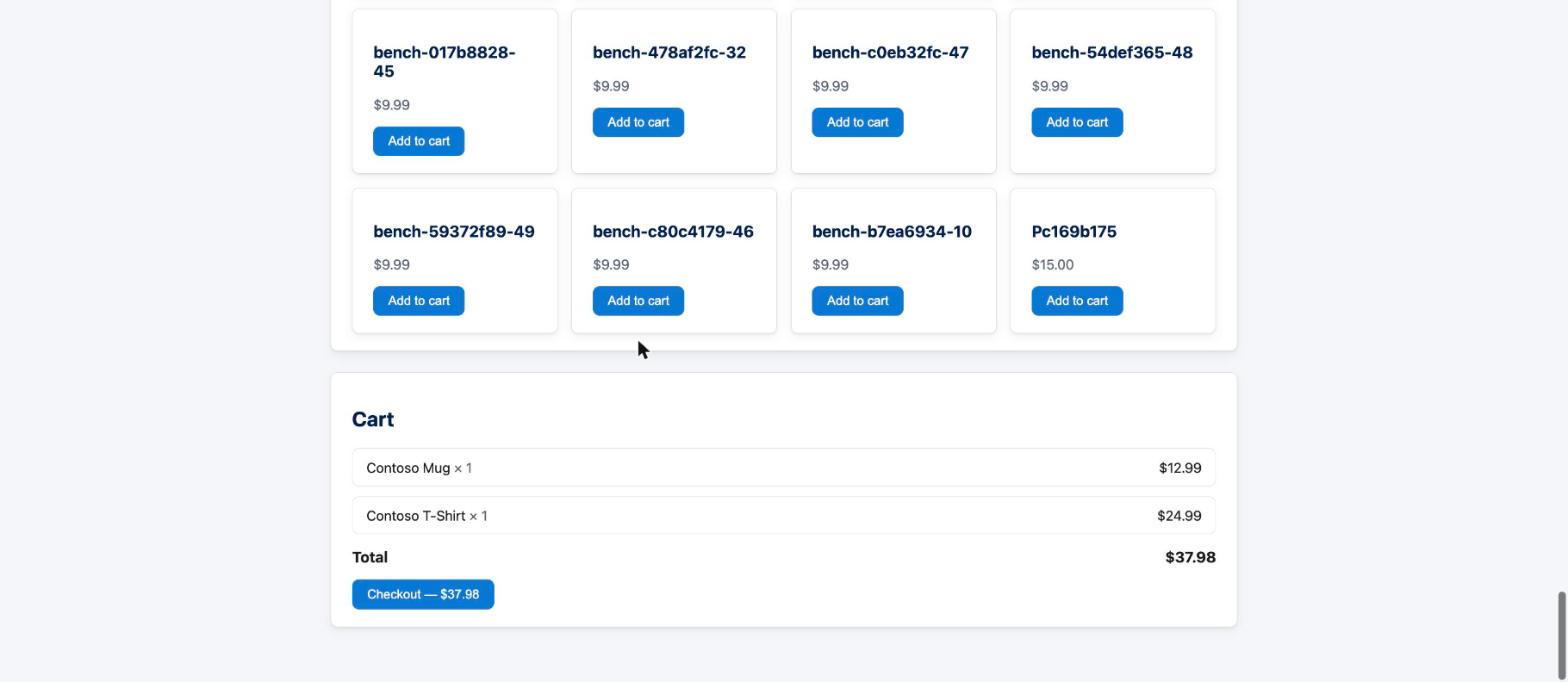 bench-017b8828-
45
$9.99
Add to cart
bench-478af2fc-32
$9.99
Add to cart
bench-c0eb32fc-47
$9.99
Add to cart
bench-54def365-48
$9.99
Add to cart
bench-59372f89-49
$9.99
Add to cart
bench-c80c4179-46
$9.99
Add to cart
bench-b7ea6934-10
$9.99
Add to cart
Pc169b175
$15.00
Add to cart
Cart
Contoso Mug × 1 $12.99
Contoso T-Shirt × 1 $24.99
Total $37.98
Checkout — $37.98